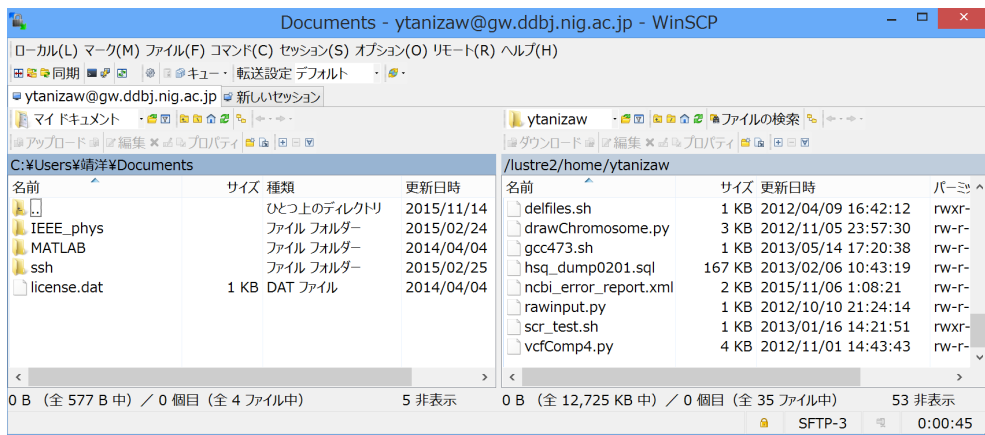 Documents - ytanizaw@gw.ddbj.nig.ac.jp - WinSCP
ローカル(L) マーク(M) ファイル(F) コマンド(C) セッション(S) オプション(O) リモート(R) ヘルプ(H)
同期 キュー 転送設定 デフォルト
ytanizaw@gw.ddbj.nig.ac.jp 新しいセッション
マイ ドキュメント
アップロード 編集 プロパティ
C:¥Users¥靖洋¥Documents
名前 サイズ 種類 更新日時
.. ひとつ上のディレクトリ 2015/11/14
IEEE_phys ファイル フォルダー 2015/02/24
MATLAB ファイル フォルダー 2014/04/04
ssh ファイル フォルダー 2015/02/25
license.dat 1 KB DAT ファイル 2014/04/04
0 B (全 577 B 中) / 0 個目 (全 4 ファイル中) 5 非表示
ytanizaw ファイルの検索
ダウンロード 編集 プロパティ
/lustre2/home/ytanizaw
名前 サイズ 更新日時 パーミッ
delfiles.sh 1 KB 2012/04/09 16:42:12 rwxr-
drawChromosome.py 3 KB 2012/11/05 23:57:30 rw-r-
gcc473.sh 1 KB 2013/05/14 17:20:38 rw-r-
hsq_dump0201.sql 167 KB 2013/02/06 10:43:19 rw-r-
ncbi_error_report.xml 2 KB 2015/11/06 1:08:21 rw-r-
rawinput.py 1 KB 2012/10/10 21:24:14 rw-r-
scr_test.sh 1 KB 2013/01/16 14:21:51 rwxr-
vcfComp4.py 4 KB 2012/11/01 14:43:43 rw-r-
0 B (全 12,725 KB 中) / 0 個目 (全 35 ファイル中) 53 非表示
SFTP-3 0:00:45